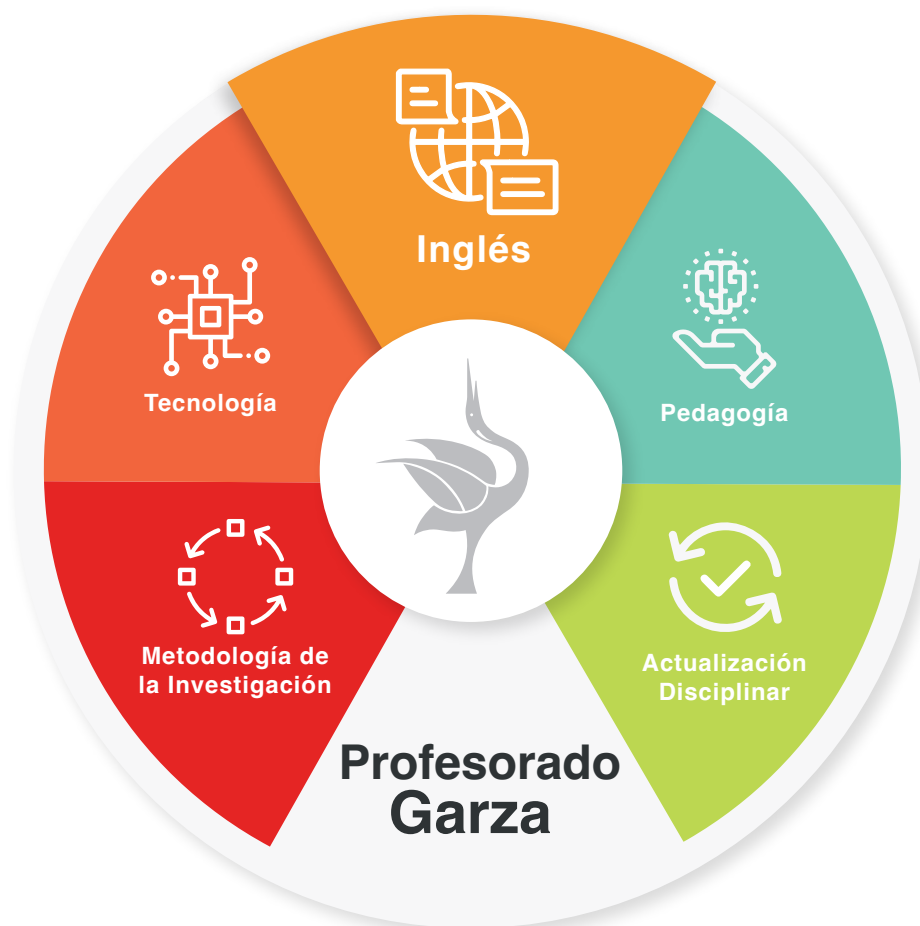 Inglés
Tecnología
Pedagogía
Metodología de
la Investigación
Actualización
Disciplinar
Profesorado
Garza